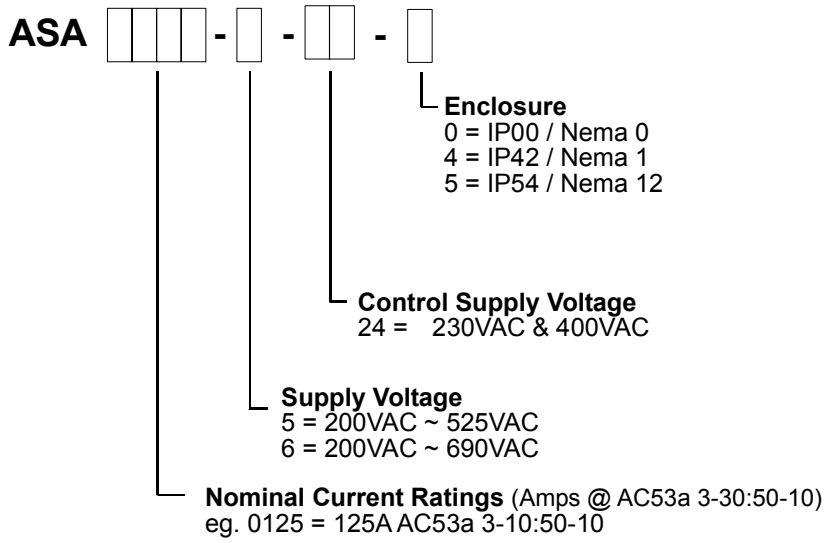 ASA - - -
Enclosure
0 = IP00 / Nema 0
4 = IP42 / Nema 1
5 = IP54 / Nema 12
Control Supply Voltage
24 = 230VAC & 400VAC
Supply Voltage
5 = 200VAC ~ 525VAC
6 = 200VAC ~ 690VAC
Nominal Current Ratings (Amps @ AC53a 3-30:50-10)
eg. 0125 = 125A AC53a 3-10:50-10